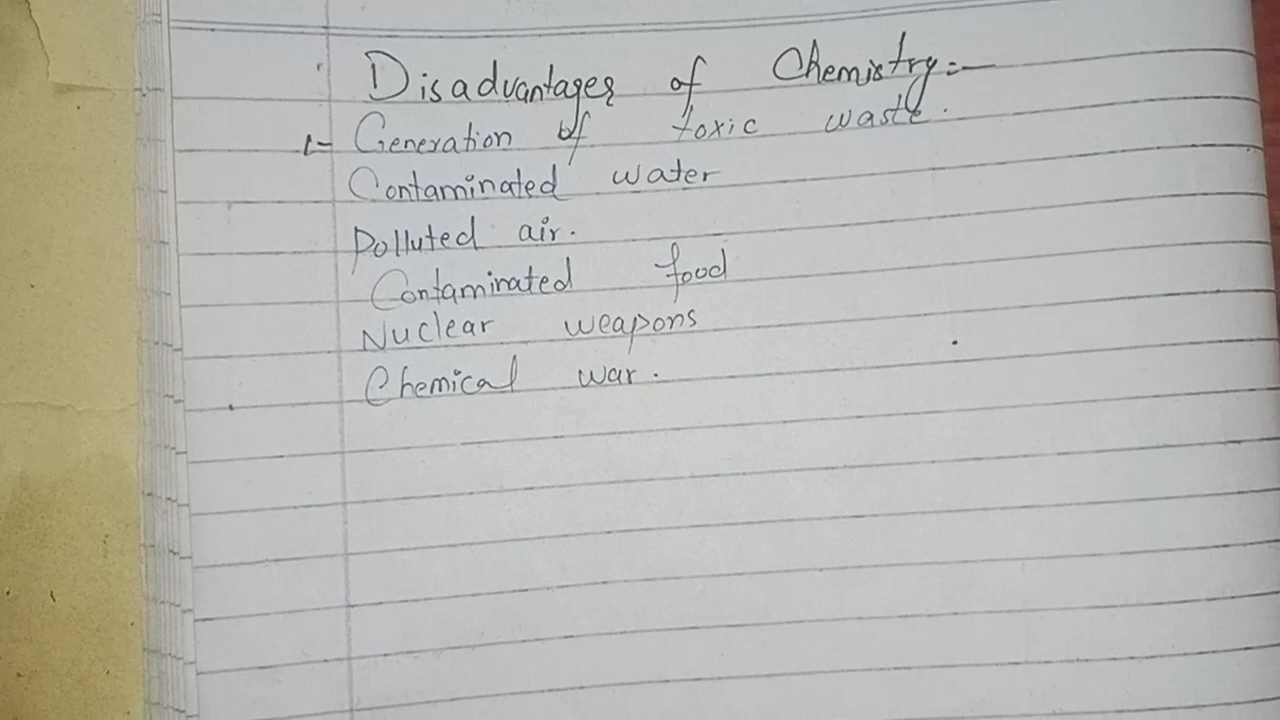 Disadvantages of Chemistry:-
1- Generation of toxic waste.
Contaminated water
Polluted air.
Contaminated food
Nuclear weapons
Chemical war.